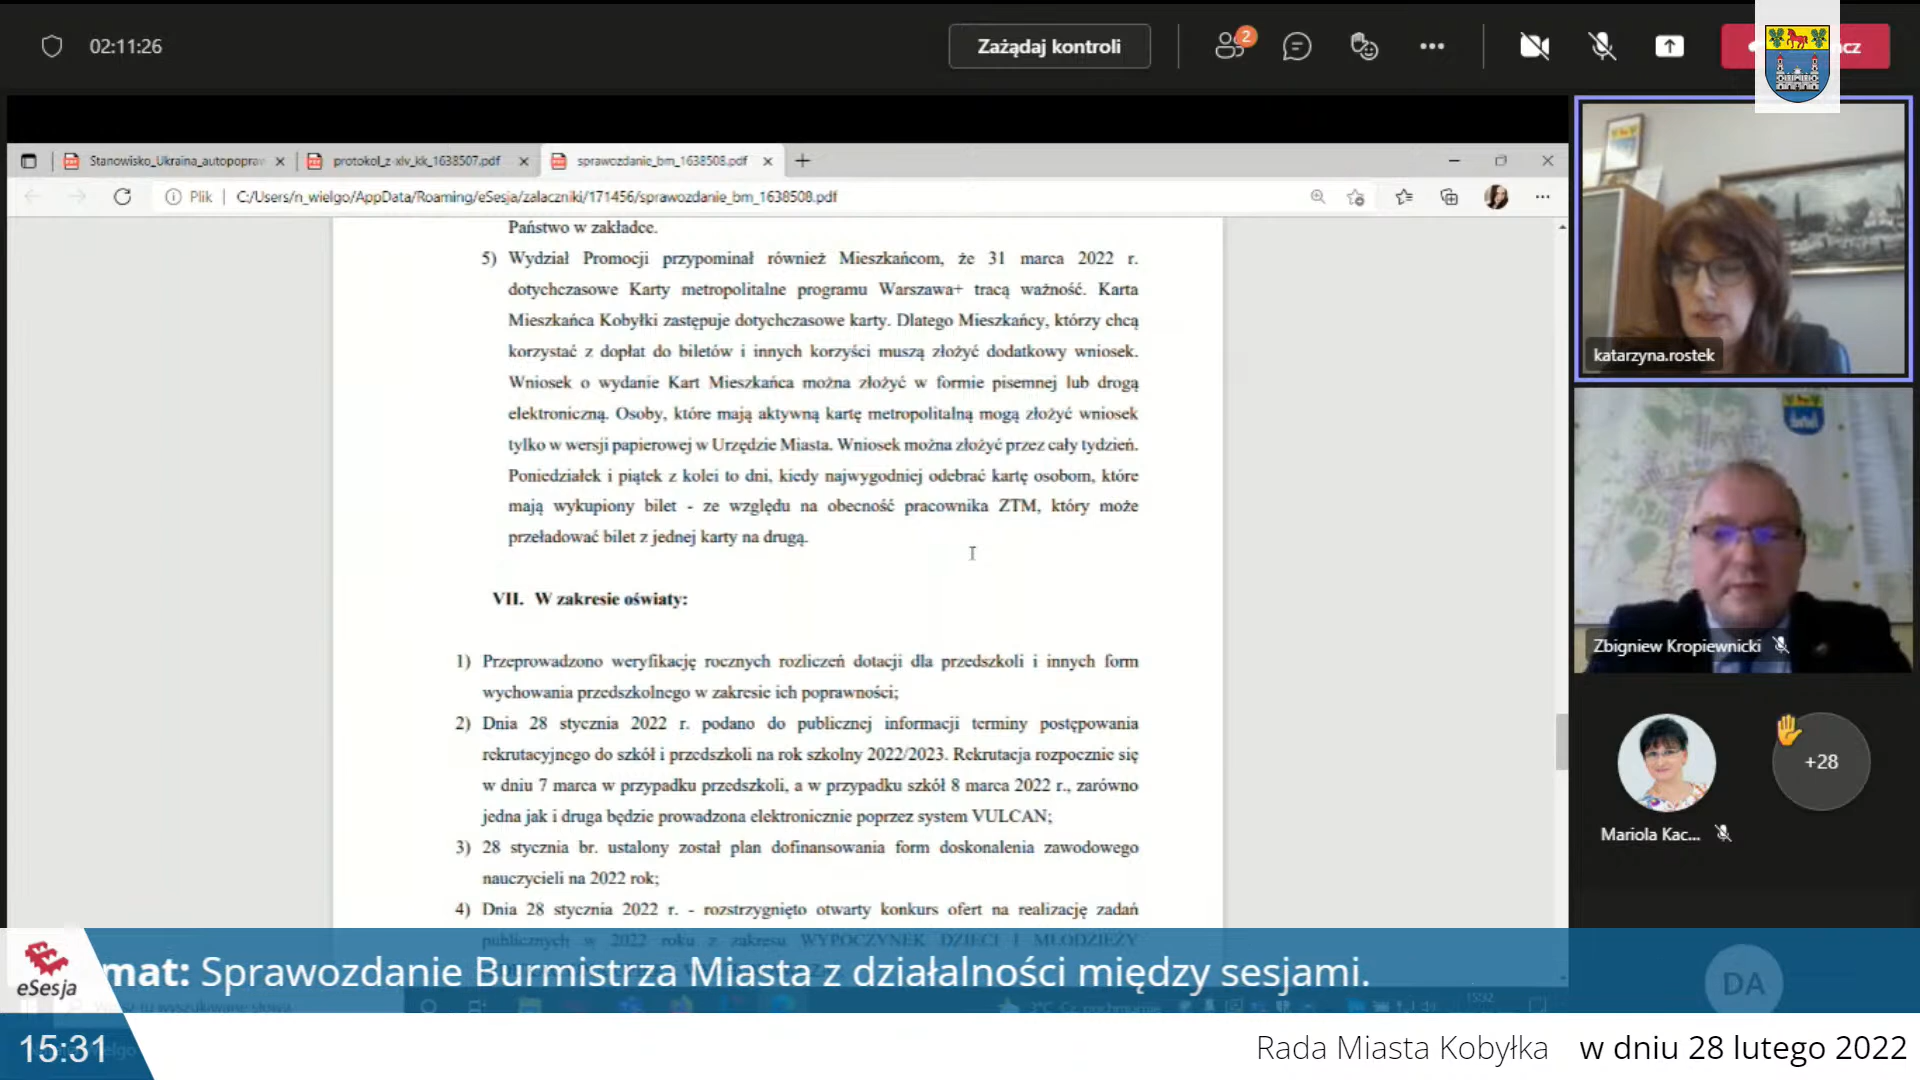 02:11:26
Zażądaj kontroli
2
cz
Stanowisko_Ukraina_autopopraw
protokol_z-xlv_kk_1638507.pdf
sprawozdanie_bm_1638508.pdf
Plik
C:/Users/n_wielgo/AppData/Roaming/eSesja/zalaczniki/171456/sprawozdanie_bm_1638508.pdf
Państwo w zakładce.
5) Wydział Promocji przypominał również Mieszkańcom, że 31 marca 2022 r.
dotychczasowe Karty metropolitalne programu Warszawa+ tracą ważność. Karta
Mieszkańca Kobyłki zastępuje dotychczasowe karty. Dlatego Mieszkańcy, którzy chcą
korzystać z dopłat do biletów i innych korzyści muszą złożyć dodatkowy wniosek.
Wniosek o wydanie Kart Mieszkańca można złożyć w formie pisemnej lub drogą
elektroniczną. Osoby, które mają aktywną kartę metropolitalną mogą złożyć wniosek
tylko w wersji papierowej w Urzędzie Miasta. Wniosek można złożyć przez cały tydzień.
Poniedziałek i piątek z kolei to dni, kiedy najwygodniej odebrać kartę osobom, które
mają wykupiony bilet - ze względu na obecność pracownika ZTM, który może
przeładować bilet z jednej karty na drugą.
VII. W zakresie oświaty:
1) Przeprowadzono weryfikację rocznych rozliczeń dotacji dla przedszkoli i innych form
wychowania przedszkolnego w zakresie ich poprawności;
2) Dnia 28 stycznia 2022 r. podano do publicznej informacji terminy postępowania
rekrutacyjnego do szkół i przedszkoli na rok szkolny 2022/2023. Rekrutacja rozpocznie się
w dniu 7 marca w przypadku przedszkoli, a w przypadku szkół 8 marca 2022 r., zarówno
jedna jak i druga będzie prowadzona elektronicznie poprzez system VULCAN;
3) 28 stycznia br. ustalony został plan dofinansowania form doskonalenia zawodowego
nauczycieli na 2022 rok;
4) Dnia 28 stycznia 2022 r. - rozstrzygnięto otwarty konkurs ofert na realizację zadań
publicznych w 2022 roku z zakresu WYPOCZYNEK DZIECI I MŁODZIEŻY
katarzyna.rostek
Zbigniew Kropiewnicki
Mariola Kac...
+28
DA
eSesja
mat: Sprawozdanie Burmistrza Miasta z działalności między sesjami.
15:31
Rada Miasta Kobyłka w dniu 28 lutego 2022